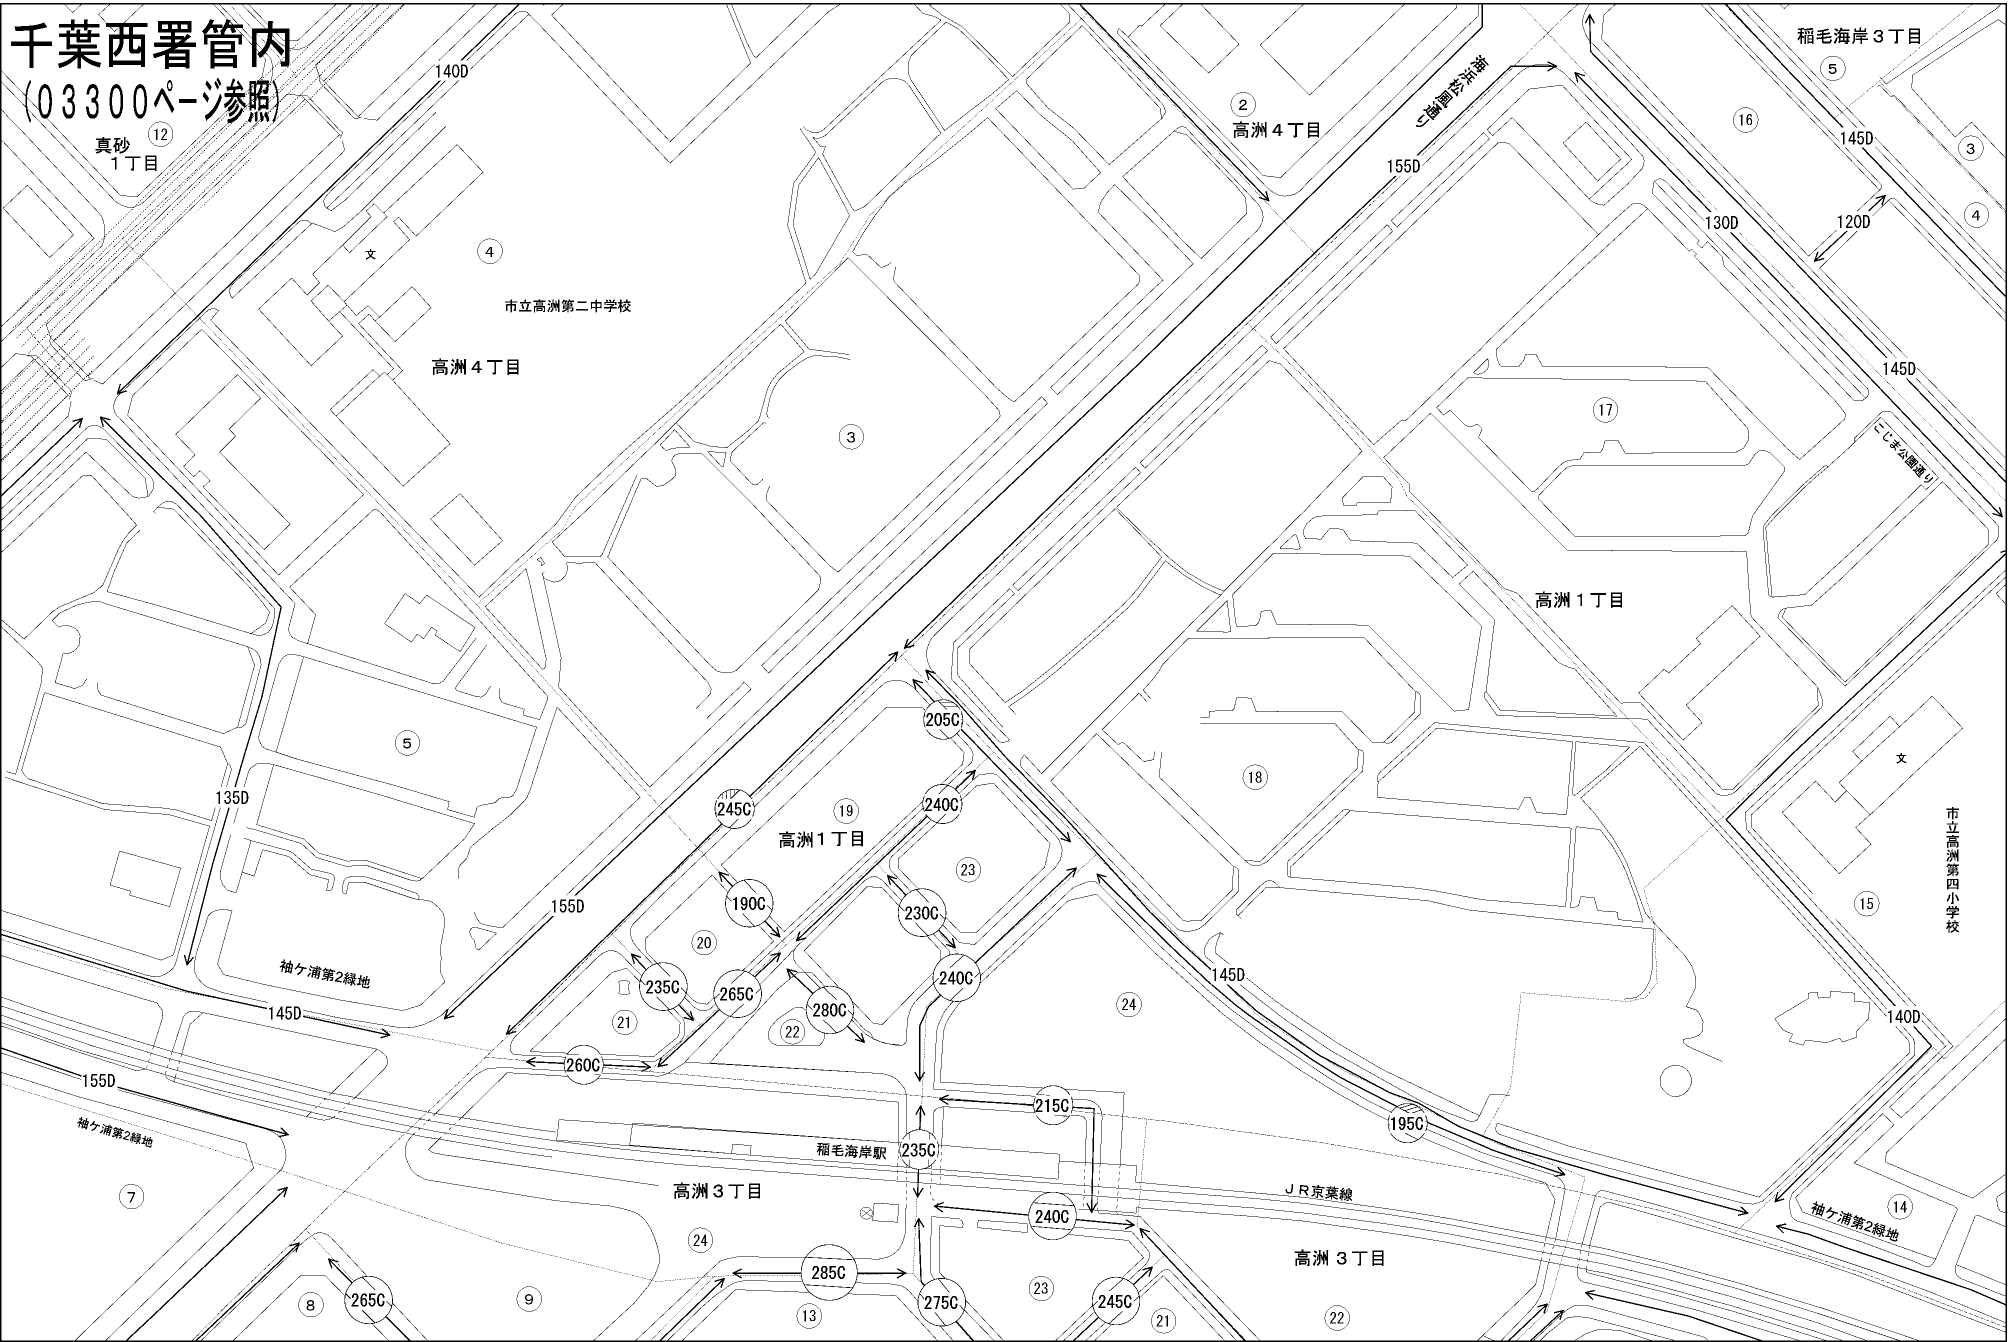 千葉西署管内
(03300ページ参照)
真砂
1丁目
12
140D
2
高洲4丁目
海浜松風通り
155D
稲毛海岸3丁目
5
16
145D
3
4
130D
120D
文
4
市立高洲第二中学校
高洲4丁目
145D
17
3
こじま公園通り
高洲1丁目
205C
5
135D
245C
19
高洲1丁目
240C
18
文
市立高洲第四小学校
23
190C
230C
155D
15
20
袖ケ浦第2緑地
235C
265C
240C
145D
280C
24
145D
21
22
140D
260C
155D
215C
195C
袖ケ浦第2緑地
稲毛海岸駅
235C
7
高洲3丁目
JR京葉線
240C
14
袖ケ浦第2緑地
24
高洲3丁目
285C
23
8
265C
9
13
275C
245C
21
22